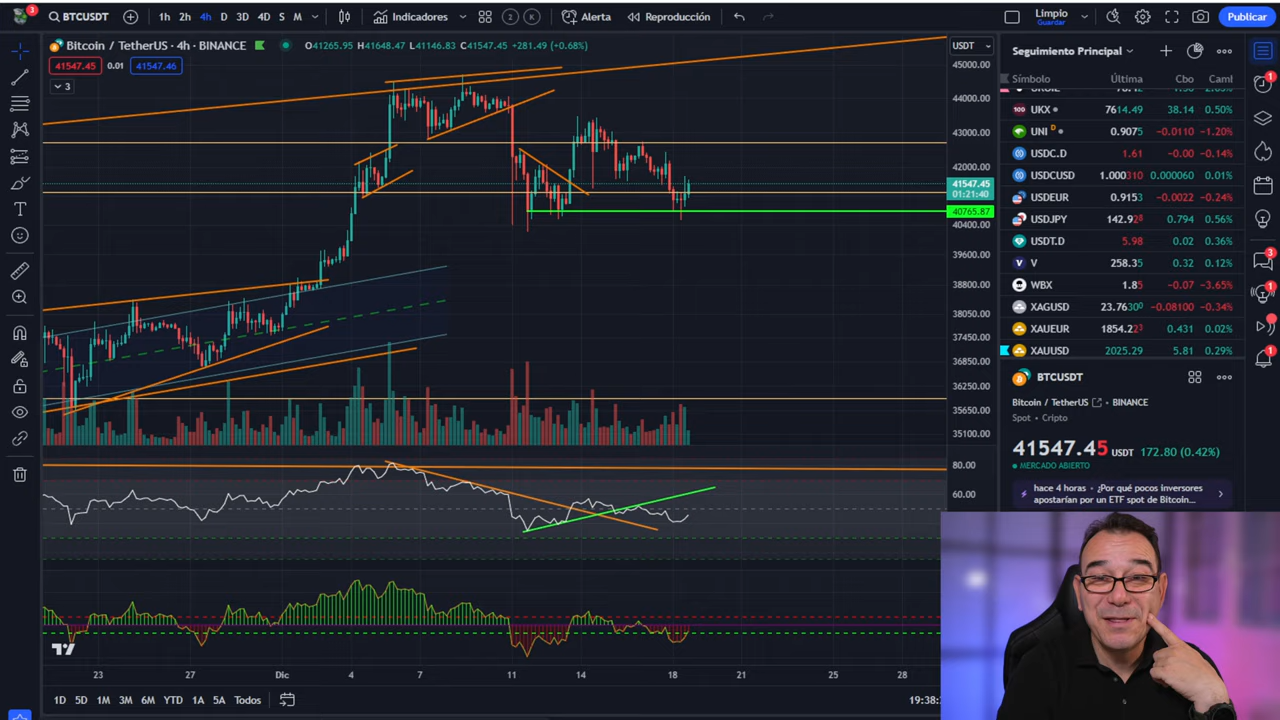 BTCUSDT 1h 2h 4h D 3D 4D S M Indicadores 2 K Alerta Reproducción Limpio Guardar Publicar
Bitcoin / TetherUS · 4h · BINANCE O41265.95 H41648.47 L41146.83 C41547.45 +281.49 (+0.68%) USDT
41547.45 0.01 41547.46
3
45000.00
44000.00
43000.00
42000.00
41547.45
01:21:40
40765.87
40400.00
39600.00
38800.00
38050.00
37450.00
36850.00
36250.00
35650.00
35100.00
80.00
60.00
23 27 Dic 4 7 11 14 18 21 25 28
1D 5D 1M 3M 6M YTD 1A 5A Todos
Seguimiento Principal
Símbolo Última Cbo Caml
UKX 7614.49 38.14 0.50%
UNI D 0.9075 -0.0110 -1.20%
USDC.D 1.61 -0.00 -0.14%
USDCUSD 1.000310 0.000060 0.01%
USDEUR 0.9153 -0.0022 -0.24%
USDJPY 142.928 0.794 0.56%
USDT.D 5.98 0.02 0.36%
V 258.35 0.32 0.12%
WBX 1.85 -0.07 -3.65%
XAGUSD 23.7630 -0.08100 -0.34%
XAUEUR 1854.223 0.431 0.02%
XAUUSD 2025.29 5.81 0.29%
BTCUSDT
Bitcoin / TetherUS • BINANCE
Spot • Cripto
41547.45 USDT 172.80 (0.42%)
MERCADO ABIERTO
hace 4 horas • ¿Por qué pocos inversores
apostarían por un ETF spot de Bitcoin...